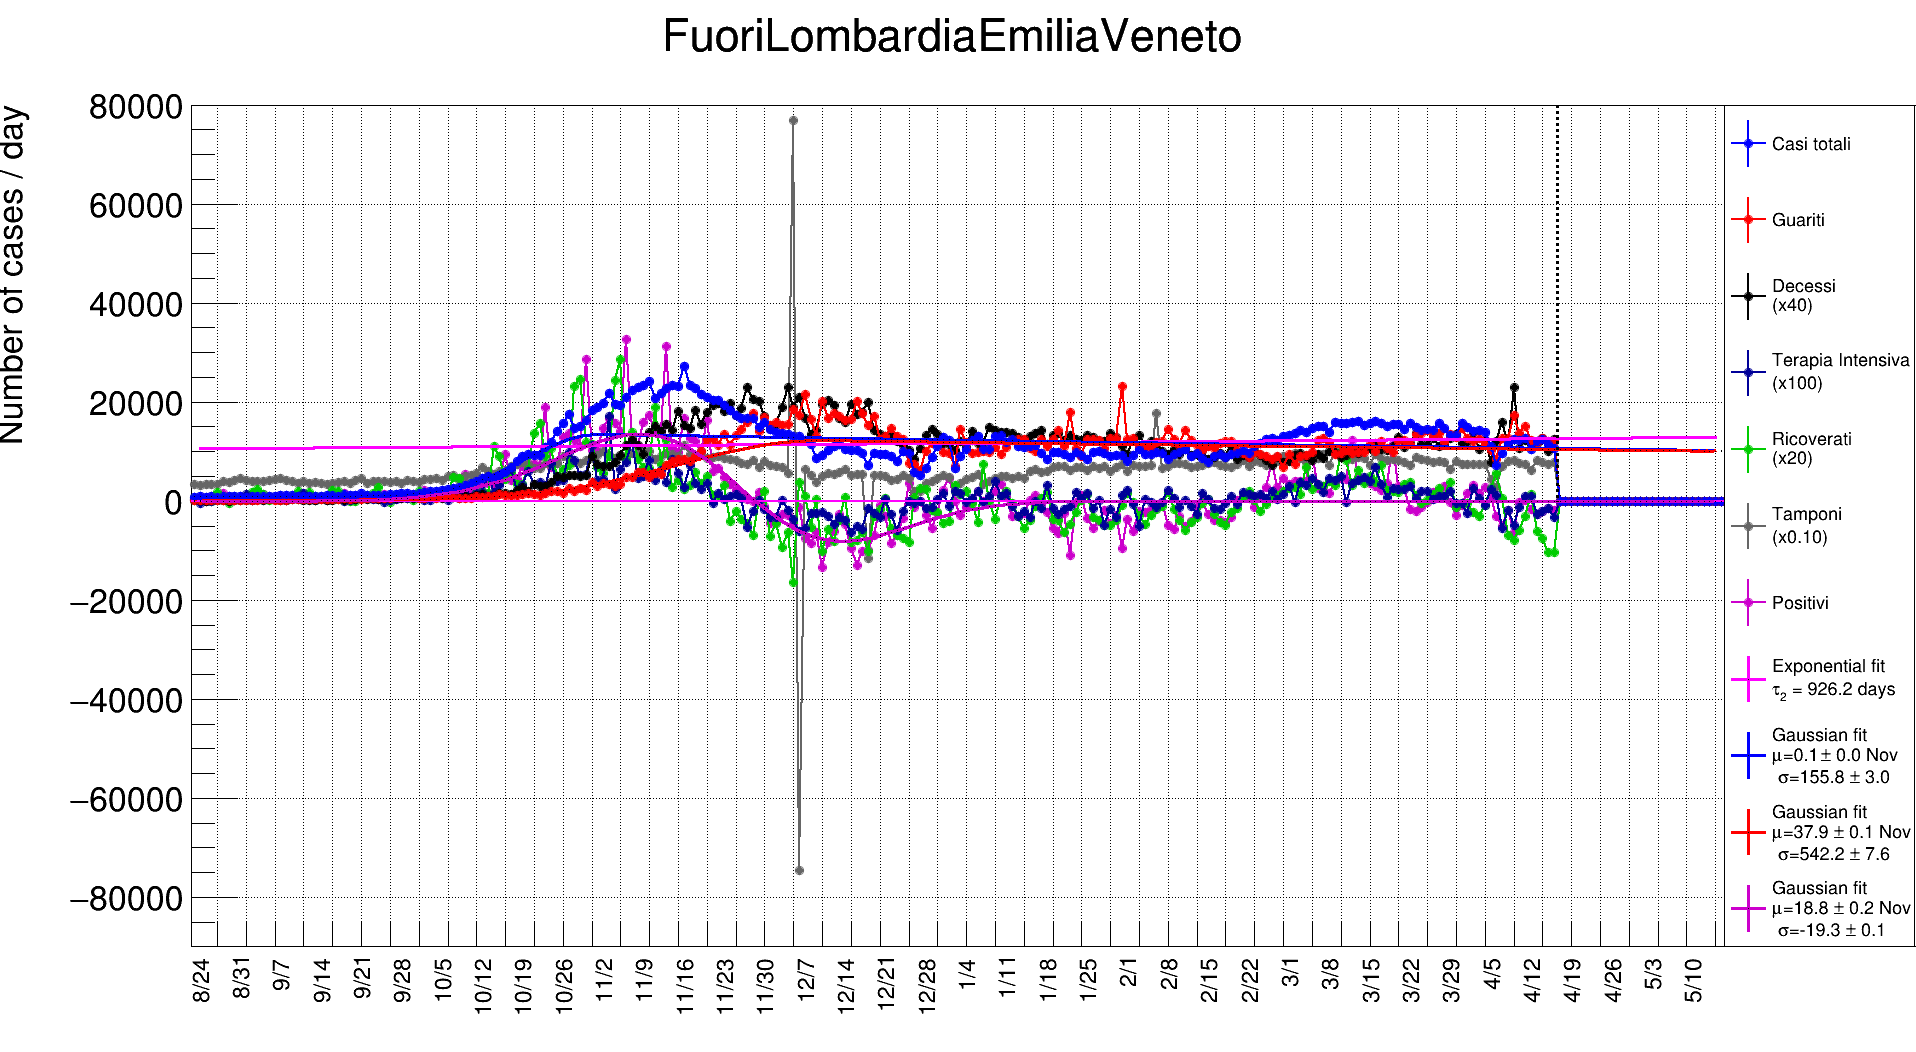 FuoriLombardiaEmiliaVeneto
Number of cases / day
80000
60000
40000
20000
0
−20000
−40000
−60000
−80000
8/24
8/31
9/7
9/14
9/21
9/28
10/5
10/12
10/19
10/26
11/2
11/9
11/16
11/23
11/30
12/7
12/14
12/21
12/28
1/4
1/11
1/18
1/25
2/1
2/8
2/15
2/22
3/1
3/8
3/15
3/22
3/29
4/5
4/12
4/19
4/26
5/3
5/10
Casi totali
Guariti
Decessi
(x40)
Terapia Intensiva
(x100)
Ricoverati
(x20)
Tamponi
(x0.10)
Positivi
Exponential fit
τ2 = 926.2 days
Gaussian fit
μ=0.1 ± 0.0 Nov
σ=155.8 ± 3.0
Gaussian fit
μ=37.9 ± 0.1 Nov
σ=542.2 ± 7.6
Gaussian fit
μ=18.8 ± 0.2 Nov
σ=-19.3 ± 0.1